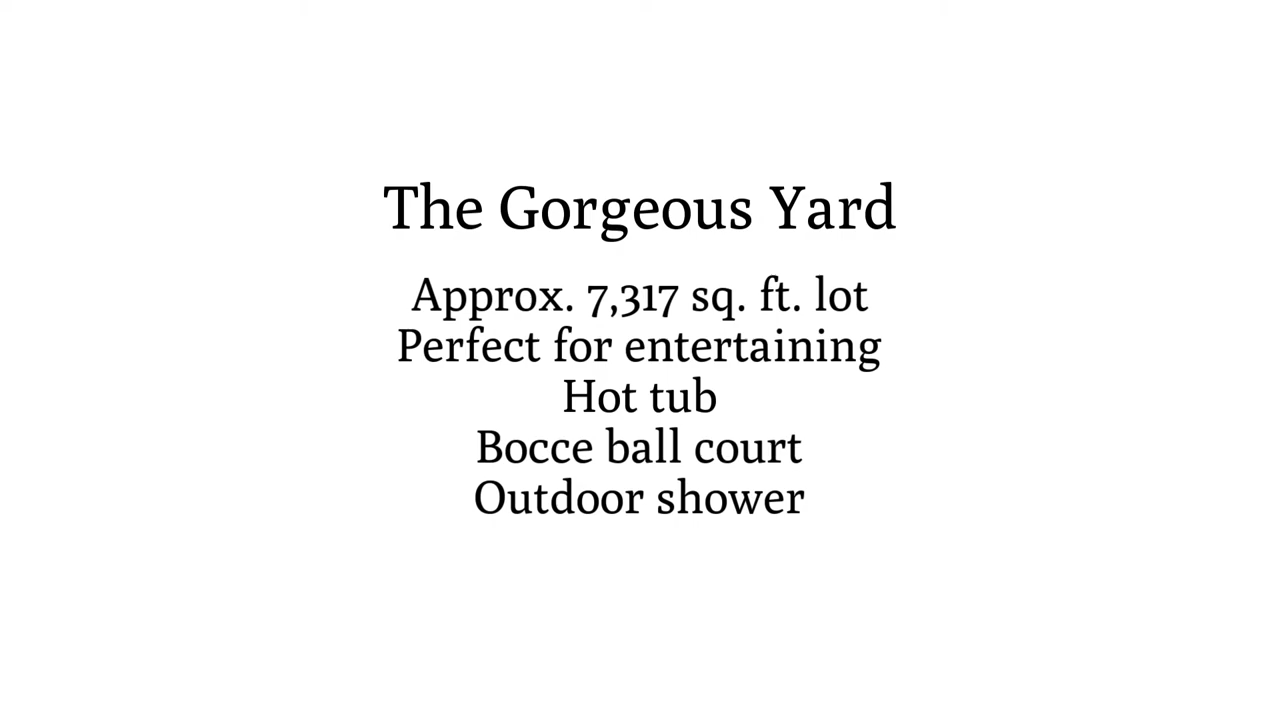 The Gorgeous Yard
Approx. 7,317 sq. ft. lot
Perfect for entertaining
Hot tub
Bocce ball court
Outdoor shower